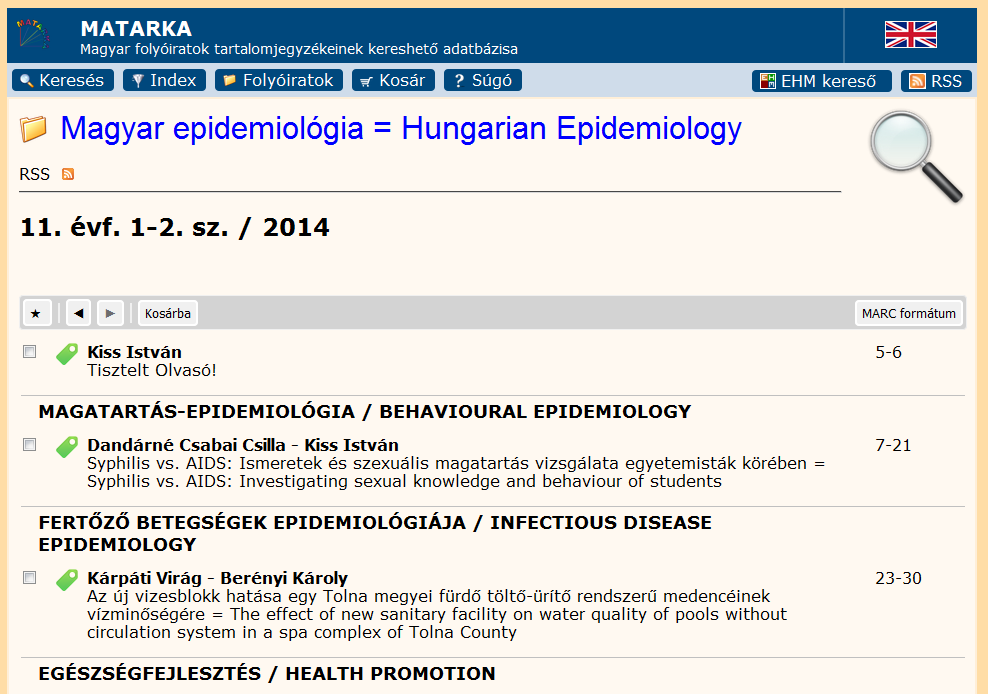 MATARKA
MATARKA
Magyar folyóiratok tartalomjegyzékeinek kereshető adatbázisa
Keresés Index Folyóiratok Kosár ? Súgó EHM kereső RSS
Magyar epidemiológia = Hungarian Epidemiology
RSS
11. évf. 1-2. sz. / 2014
Kosárba MARC formátum
Kiss István 5-6
Tisztelt Olvasó!
MAGATARTÁS-EPIDEMIOLÓGIA / BEHAVIOURAL EPIDEMIOLOGY
Dandárné Csabai Csilla - Kiss István 7-21
Syphilis vs. AIDS: Ismeretek és szexuális magatartás vizsgálata egyetemisták körében =
Syphilis vs. AIDS: Investigating sexual knowledge and behaviour of students
FERTŐZŐ BETEGSÉGEK EPIDEMIOLÓGIÁJA / INFECTIOUS DISEASE
EPIDEMIOLOGY
Kárpáti Virág - Berényi Károly 23-30
Az új vizesblokk hatása egy Tolna megyei fürdő töltő-ürítő rendszerű medencéinek
vízminőségére = The effect of new sanitary facility on water quality of pools without
circulation system in a spa complex of Tolna County
EGÉSZSÉGFEJLESZTÉS / HEALTH PROMOTION